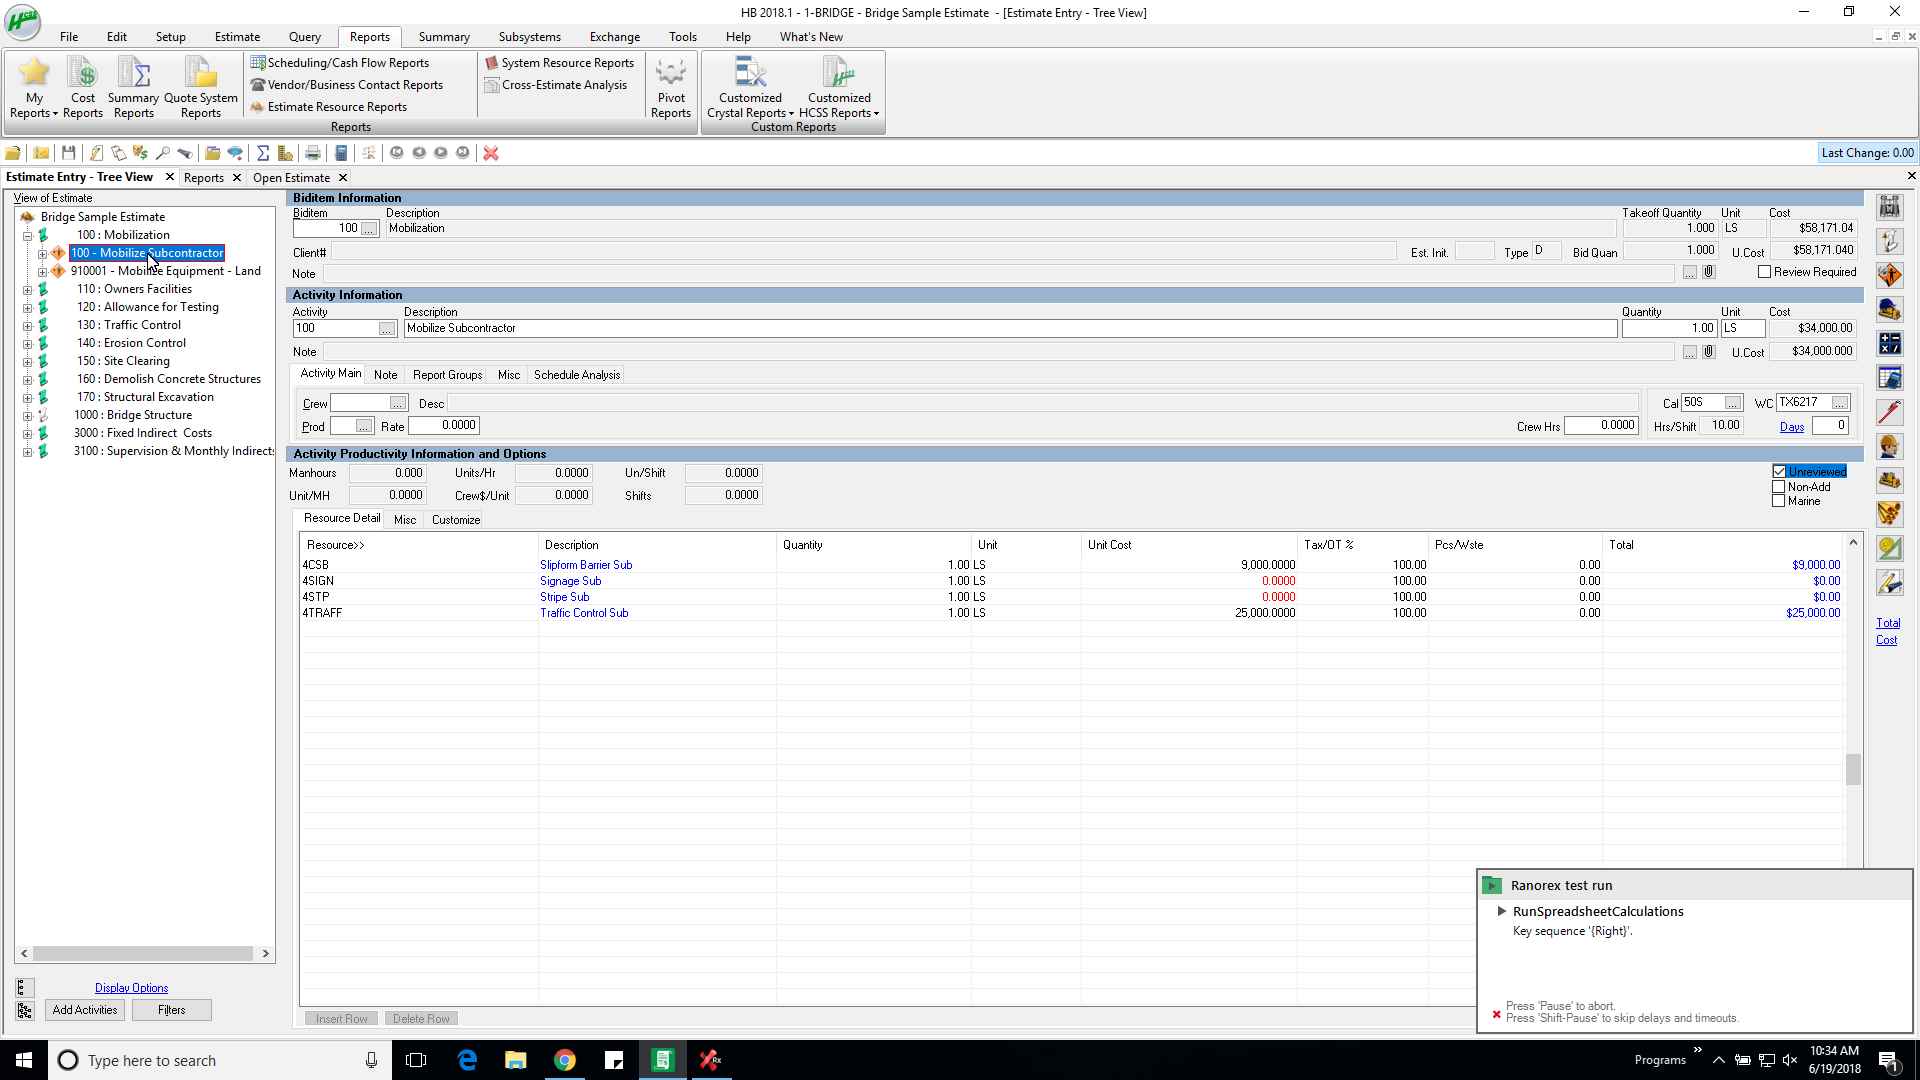 HB 2018.1 - 1-BRIDGE - Bridge Sample Estimate - [Estimate Entry - Tree View]
File Edit Setup Estimate Query Reports Summary Subsystems Exchange Tools Help What's New
My Reports
Cost Reports
Summary Reports
Quote System Reports
Scheduling/Cash Flow Reports
Vendor/Business Contact Reports
Estimate Resource Reports
System Resource Reports
Cross-Estimate Analysis
Pivot Reports
Customized Crystal Reports
Customized HCSS Reports
Reports
Custom Reports
Last Change: 0.00
Estimate Entry - Tree View Reports Open Estimate
View of Estimate
Bridge Sample Estimate
100 : Mobilization
100 - Mobilize Subcontractor
910001 - Mobilize Equipment - Land
110 : Owners Facilities
120 : Allowance for Testing
130 : Traffic Control
140 : Erosion Control
150 : Site Clearing
160 : Demolish Concrete Structures
170 : Structural Excavation
1000 : Bridge Structure
3000 : Fixed Indirect Costs
3100 : Supervision & Monthly Indirects
Display Options
Add Activities Filters
Biditem Information
Biditem Description Takeoff Quantity Unit Cost
100 ... Mobilization 1.000 LS $58,171.04
Client# Est. Init. Type D Bid Quan 1.000 U.Cost $58,171.040
Note ... Review Required
Activity Information
Activity Description Quantity Unit Cost
100 ... Mobilize Subcontractor 1.00 LS $34,000.00
Note ... U.Cost $34,000.000
Activity Main Note Report Groups Misc Schedule Analysis
Crew ... Desc Cal 50S ... WC TX6217 ...
Prod ... Rate 0.0000 Crew Hrs 0.0000 Hrs/Shift 10.00 Days 0
Activity Productivity Information and Options
Manhours 0.000 Units/Hr 0.0000 Un/Shift 0.0000 Unreviewed
Non-Add
Unit/MH 0.0000 Crew$/Unit 0.0000 Shifts 0.0000 Marine
Resource Detail Misc Customize
Resource>> Description Quantity Unit Unit Cost Tax/OT % Pcs/Wste Total
4CSB Slipform Barrier Sub 1.00 LS 9,000.0000 100.00 0.00 $9,000.00
4SIGN Signage Sub 1.00 LS 0.0000 100.00 0.00 $0.00
4STP Stripe Sub 1.00 LS 0.0000 100.00 0.00 $0.00
4TRAFF Traffic Control Sub 1.00 LS 25,000.0000 100.00 0.00 $25,000.00
Total
Cost
Insert Row Delete Row
Ranorex test run
RunSpreadsheetCalculations
Key sequence '{Right}'.
Press 'Pause' to abort.
Press 'Shift-Pause' to skip delays and timeouts.
Type here to search
Programs
10:34 AM
6/19/2018
1